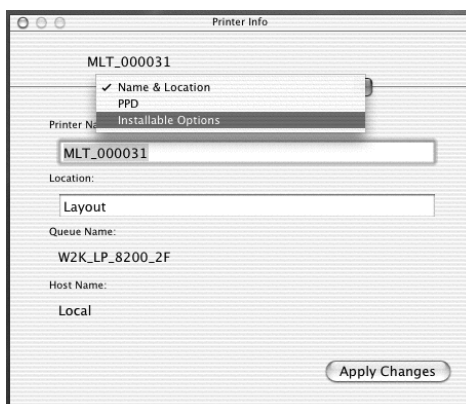 Printer Info
MLT_000031
✓ Name & Location
PPD
Installable Options
Printer
MLT_000031
Location:
Layout
Queue Name:
W2K_LP_8200_2F
Host Name:
Local
Apply Changes